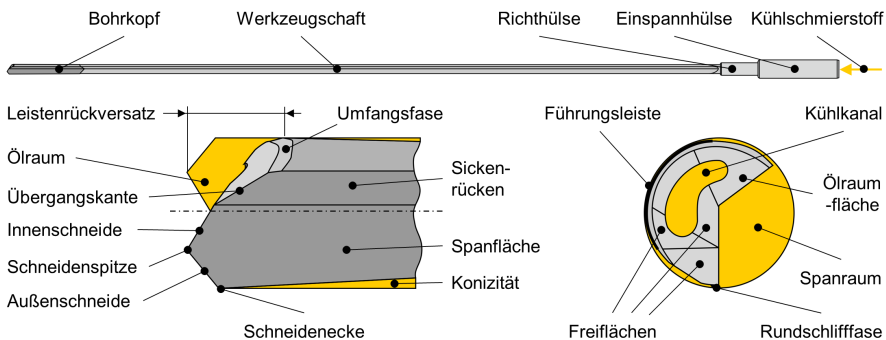 Bohrkopf
Werkzeugschaft
Richthülse
Einspannhülse
Kühlschmierstoff
Leistenrückversatz
Umfangsfase
Ölraum
Übergangskante
Innenschneide
Schneidenspitze
Außenschneide
Schneidenecke
Sicken-
rücken
Spanfläche
Konizität
Führungsleiste
Kühlkanal
Ölraum
-fläche
Spanraum
Freiflächen
Rundschlifffase